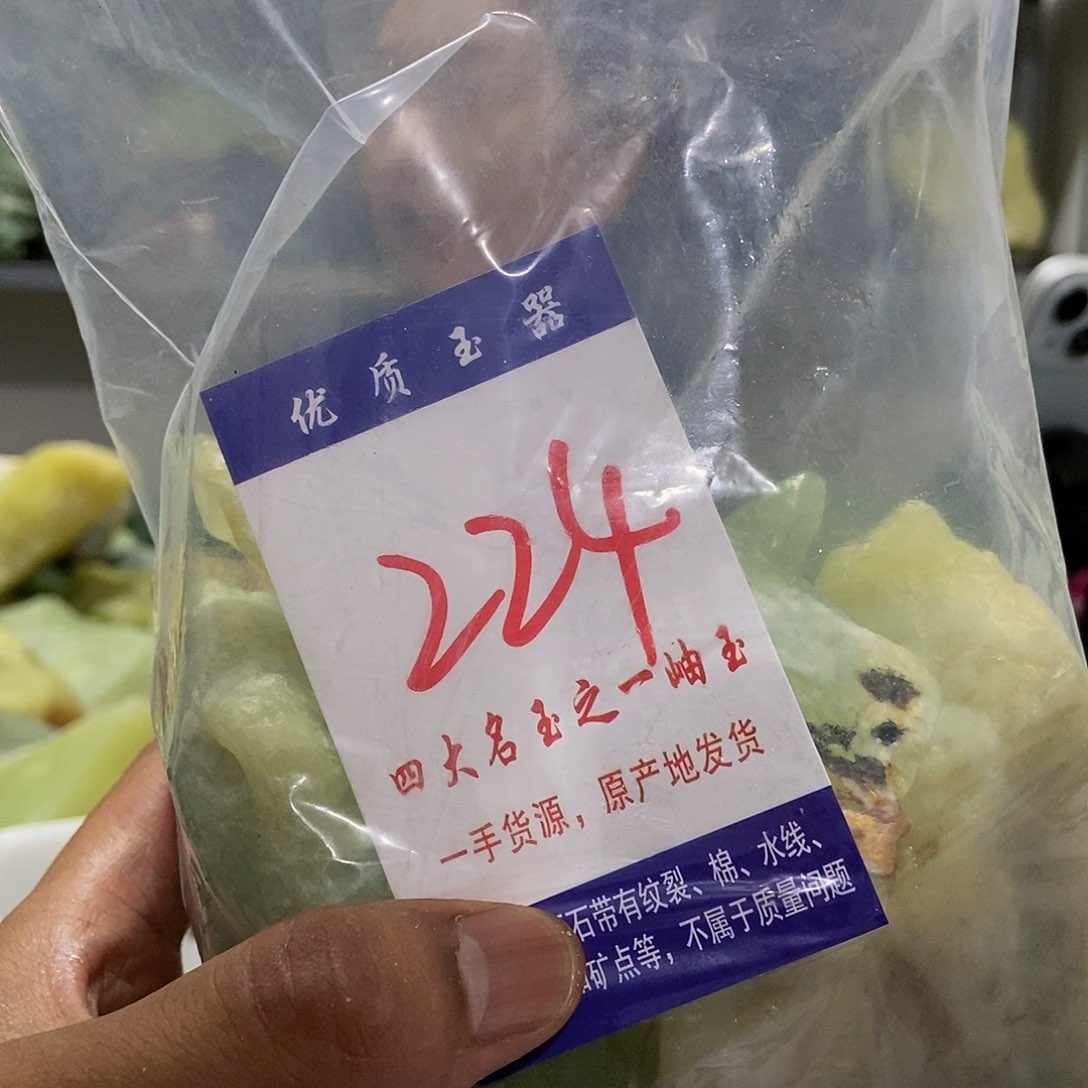 优质玉器
224
四大名玉之一岫玉
一手货源，原产地发货
石带有纹裂、棉、水线、
矿点等，不属于质量问题